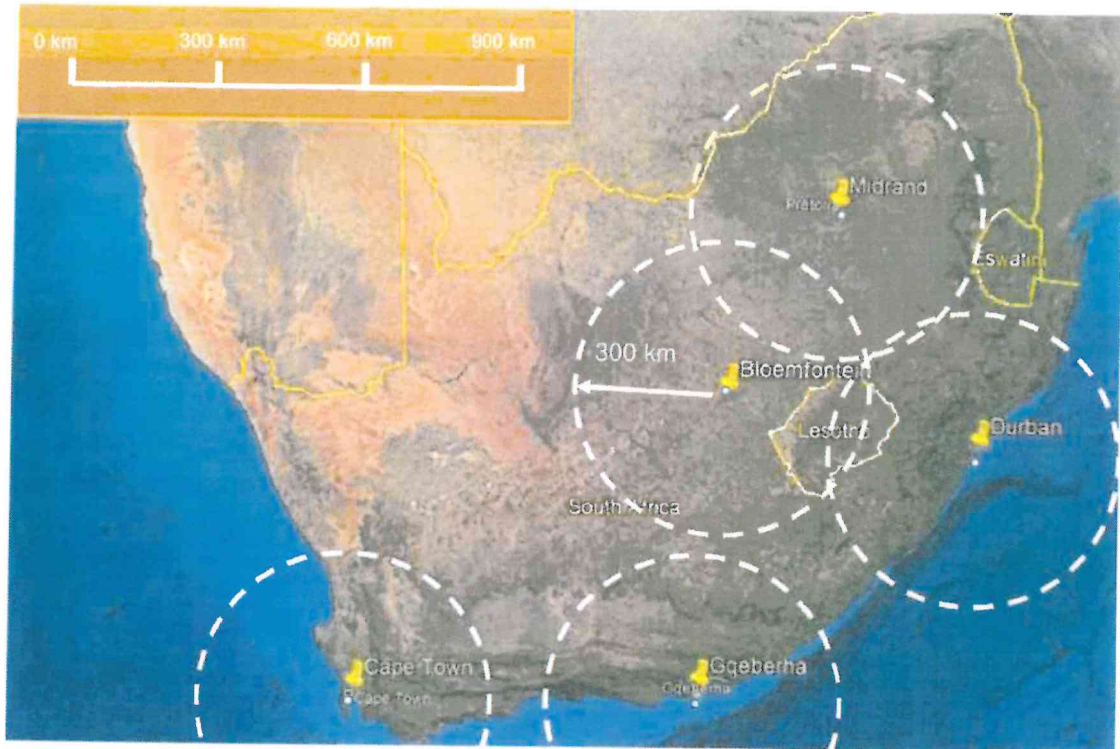 0 km 300 km 600 km 900 km
Midrand
Pretoria
Eswatini
300 km
Bloemfontein
Lesotho
Durban
South Africa
Cape Town
Cape Town
Gqeberha
Gqeberha